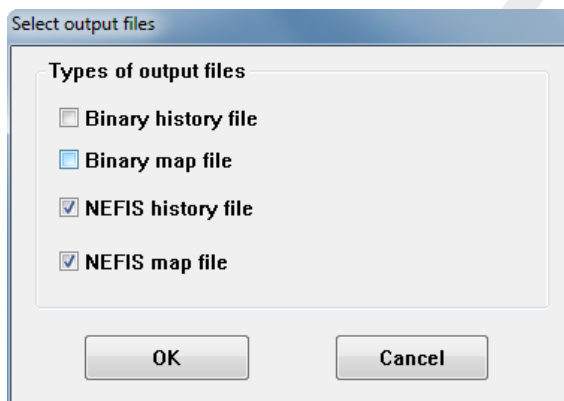 Select output files
Types of output files
Binary history file
Binary map file
NEFIS history file
NEFIS map file
OK Cancel